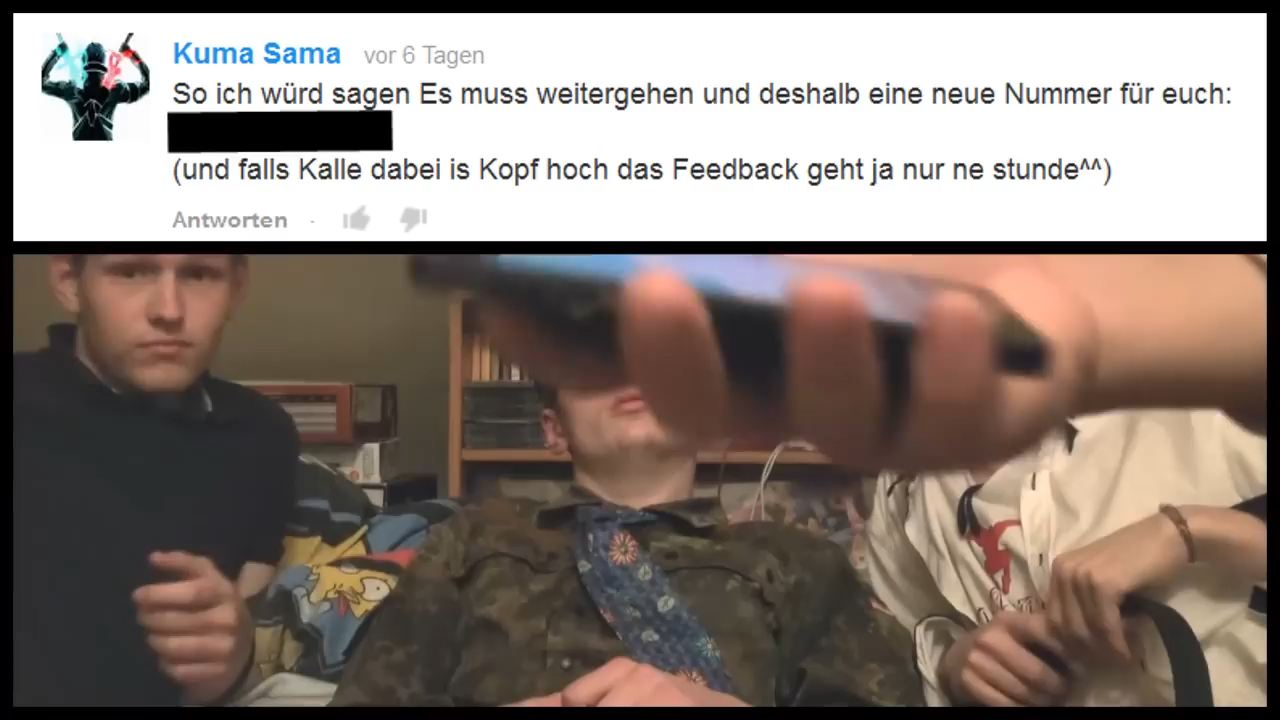 Kuma Sama vor 6 Tagen
So ich würd sagen Es muss weitergehen und deshalb eine neue Nummer für euch:
(und falls Kalle dabei is Kopf hoch das Feedback geht ja nur ne stunde^^)
Antworten ·